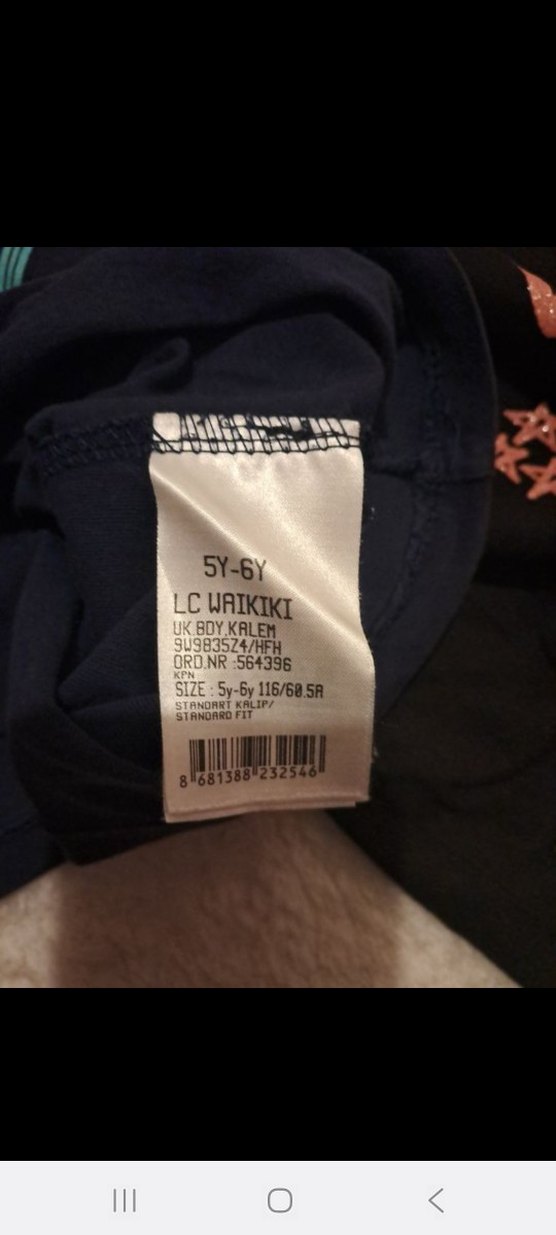 5Y-6Y
LC WAIKIKI
UK.BDY.KALEM
9W9835Z4/HFH
ORD.NR :564396
KPN
SIZE : 5y-6y 116/60.5A
STANDART KALIP/
STANDARD FIT
8 681388 232546